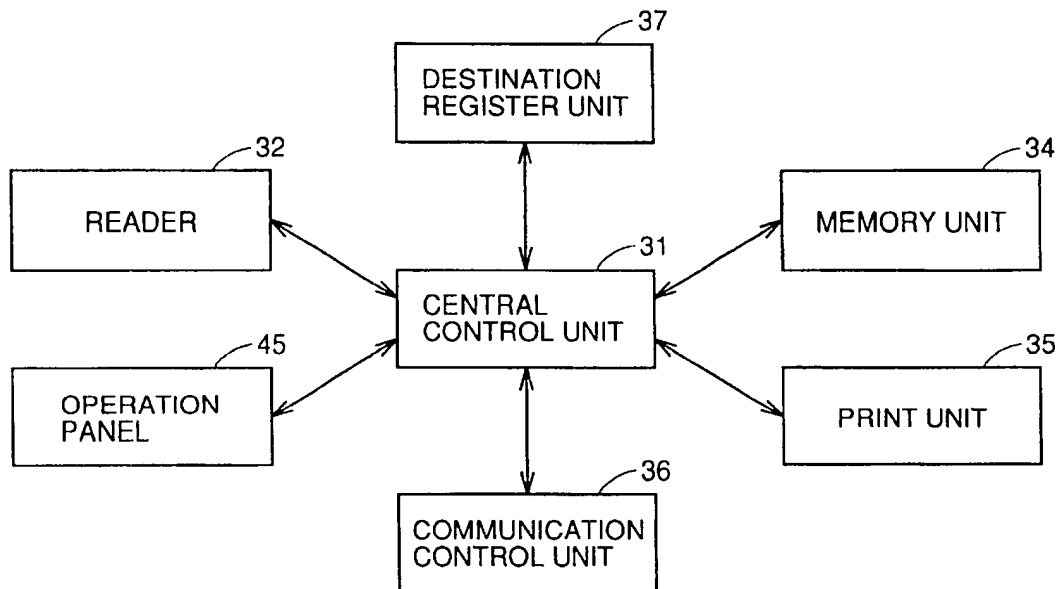 37
DESTINATION
REGISTER UNIT
32
READER
34
MEMORY UNIT
31
CENTRAL
CONTROL UNIT
45
OPERATION
PANEL
35
PRINT UNIT
36
COMMUNICATION
CONTROL UNIT